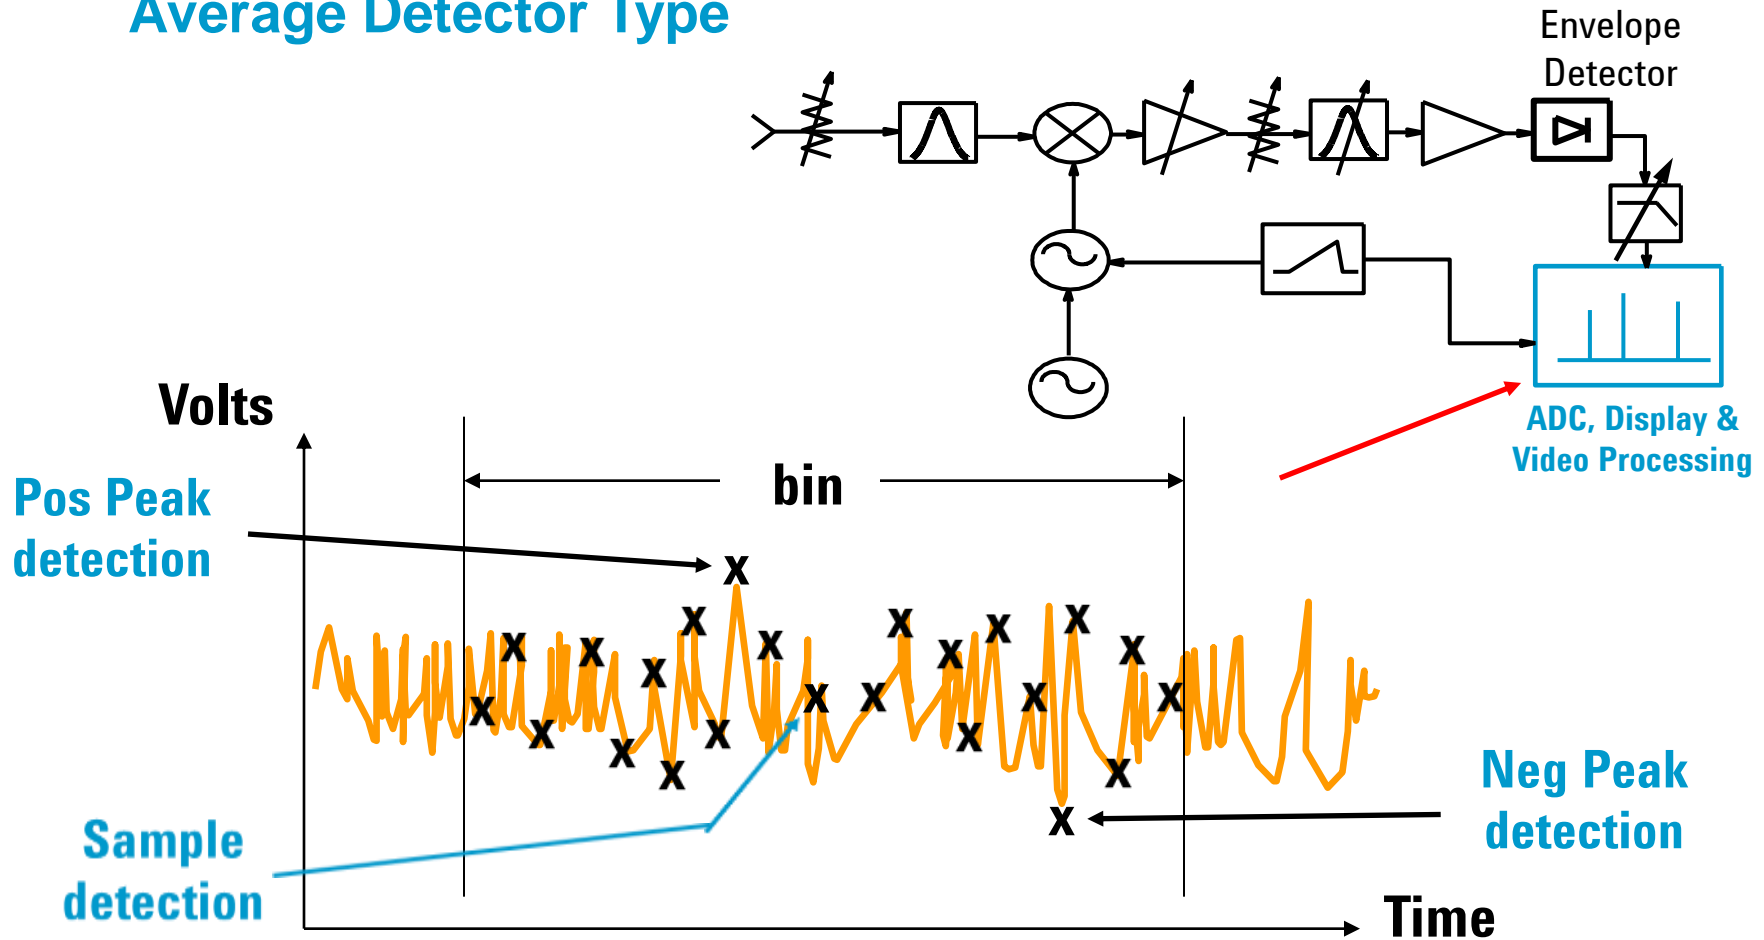 Average Detector Type
Envelope
Detector
ADC, Display &
Video Processing
Volts
bin
Pos Peak
detection
Sample
detection
Neg Peak
detection
Time